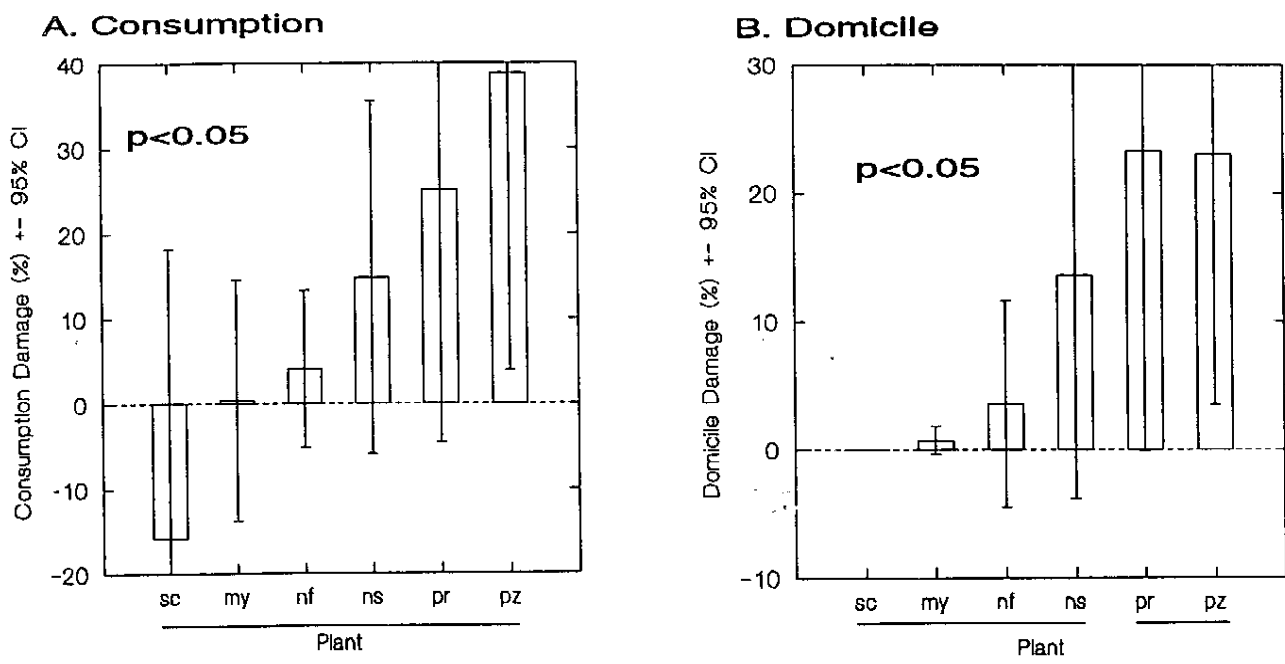 A. Consumption
Consumption Damage (%) +- 95% CI
40
30
20
10
0
-10
-20
p<0.05
sc my nf ns pr pz
Plant
B. Domicile
Domicile Damage (%) +- 95% CI
30
20
10
0
-10
p<0.05
sc my nf ns pr pz
Plant